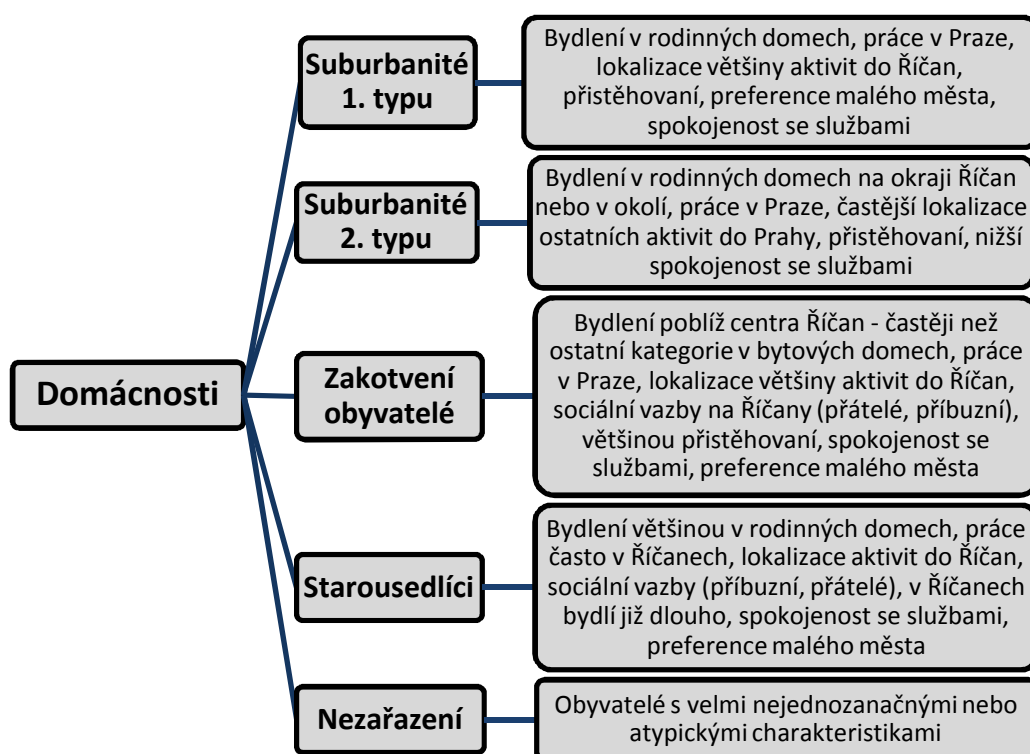 Domácnosti
Suburbanité
1. typu
Bydlení v rodinných domech, práce v Praze,
lokalizace většiny aktivit do Říčan,
přistěhovaní, preference malého města,
spokojenost se službami
Suburbanité
2. typu
Bydlení v rodinných domech na okraji Říčan
nebo v okolí, práce v Praze, častější lokalizace
ostatních aktivit do Prahy, přistěhovaní, nižší
spokojenost se službami
Zakotvení
obyvatelé
Bydlení poblíž centra Říčan - častěji než
ostatní kategorie v bytových domech, práce
v Praze, lokalizace většiny aktivit do Říčan,
sociální vazby na Říčany (přátelé, příbuzní),
většinou přistěhovaní, spokojenost se
službami, preference malého města
Starousedlíci
Bydlení většinou v rodinných domech, práce
často v Říčanech, lokalizace aktivit do Říčan,
sociální vazby (příbuzní, přátelé), v Říčanech
bydlí již dlouho, spokojenost se službami,
preference malého města
Nezařazení
Obyvatelé s velmi nejednozanačnými nebo
atypickými charakteristikami